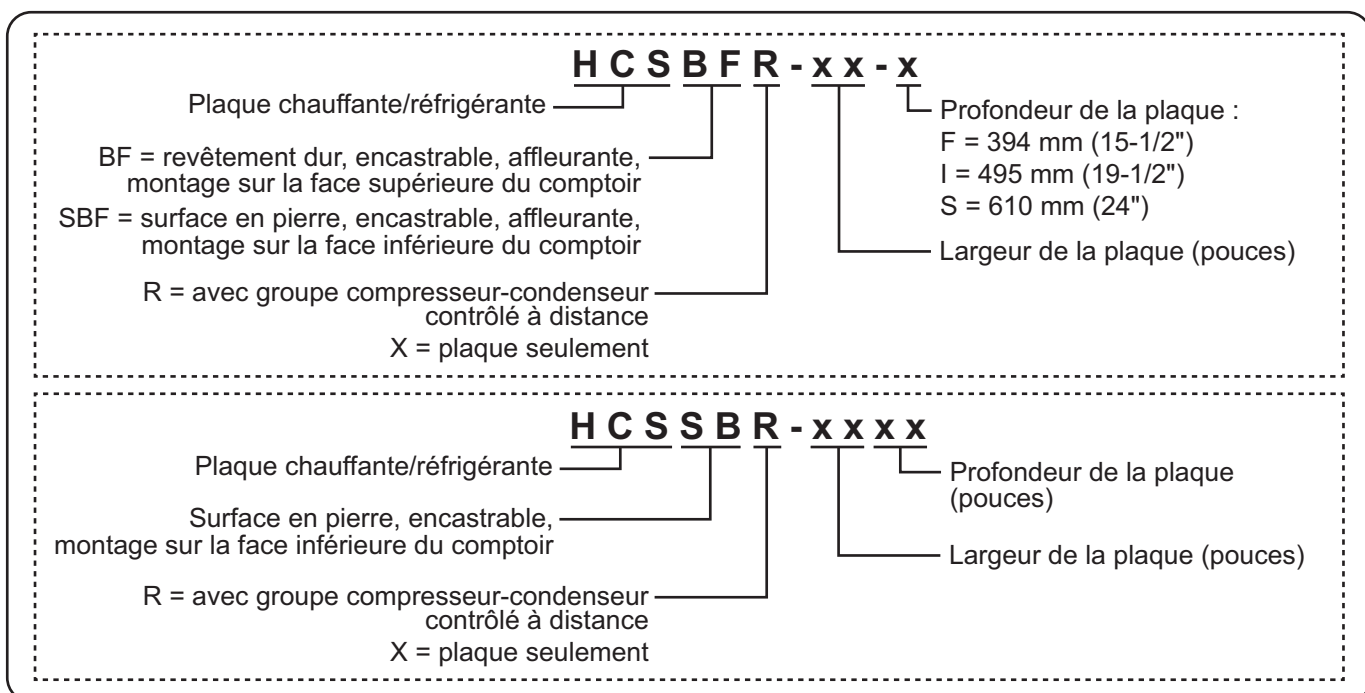 H C S B F R - x x - x
Plaque chauffante/réfrigérante
BF = revêtement dur, encastrable, affleurante,
montage sur la face supérieure du comptoir
SBF = surface en pierre, encastrable, affleurante,
montage sur la face inférieure du comptoir
R = avec groupe compresseur-condenseur
contrôlé à distance
X = plaque seulement
Profondeur de la plaque :
F = 394 mm (15-1/2")
I = 495 mm (19-1/2")
S = 610 mm (24")
Largeur de la plaque (pouces)
H C S S B R - x x x x
Plaque chauffante/réfrigérante
Surface en pierre, encastrable,
montage sur la face inférieure du comptoir
R = avec groupe compresseur-condenseur
contrôlé à distance
X = plaque seulement
Profondeur de la plaque
(pouces)
Largeur de la plaque (pouces)